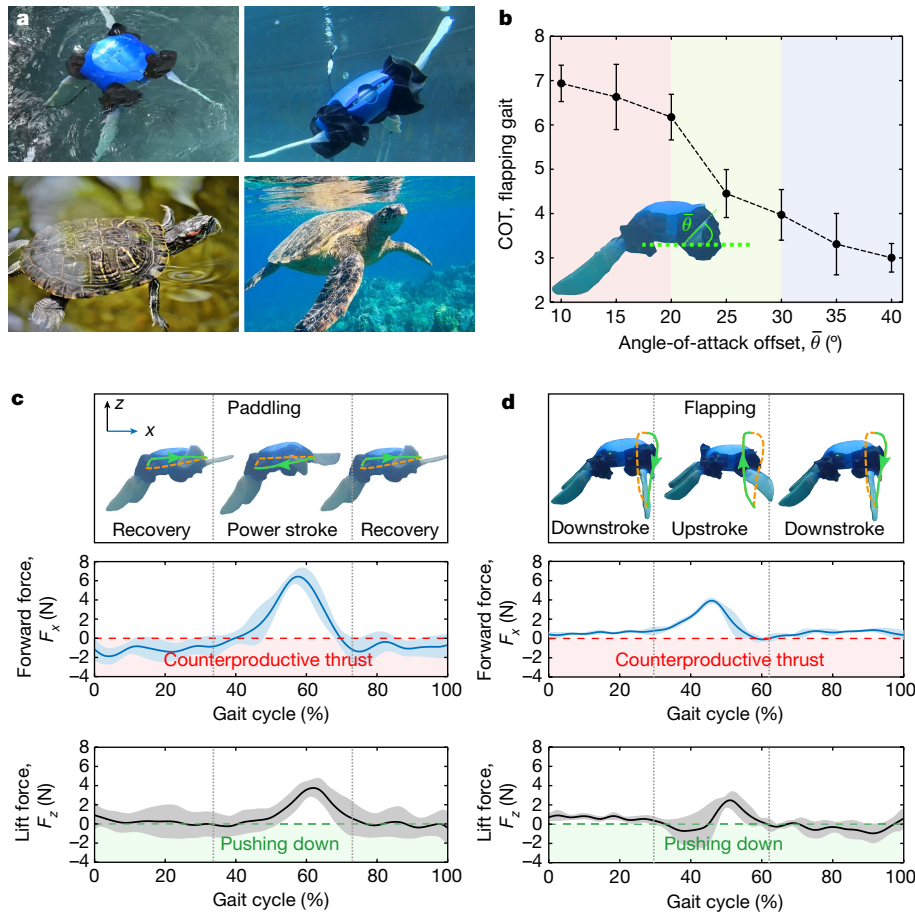 a
b
COT, flapping gait
8
7
6
5
4
3
2
θ̄
10 15 20 25 30 35 40
Angle-of-attack offset, θ̄ (º)
c
z
x
Paddling
Recovery Power stroke Recovery
Forward force,
Fₓ (N)
8
6
4
2
0
–2
–4
Counterproductive thrust
0 20 40 60 80 100
Gait cycle (%)
Lift force,
F_z (N)
8
6
4
2
0
–2
–4
Pushing down
0 20 40 60 80 100
Gait cycle (%)
d
Flapping
Downstroke Upstroke Downstroke
Forward force,
Fₓ (N)
8
6
4
2
0
–2
–4
Counterproductive thrust
0 20 40 60 80 100
Gait cycle (%)
Lift force,
F_z (N)
8
6
4
2
0
–2
–4
Pushing down
0 20 40 60 80 100
Gait cycle (%)